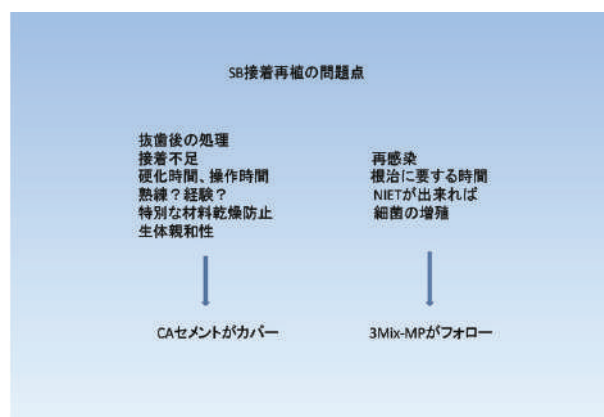 SB接着再植の問題点
抜歯後の処理
接着不足
硬化時間、操作時間
熟練？経験？
特別な材料乾燥防止
生体親和性
CAセメントがカバー
再感染
根治に要する時間
NIETが出来れば
細菌の増殖
3Mix-MPがフォロー